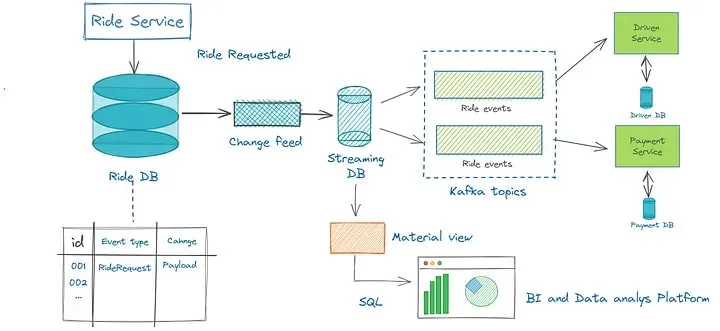 Ride Service
Ride Requested
Ride DB
Change feed
Streaming
DB
Ride events
Ride events
Kafka topics
Driven
Service
Driven DB
Payment
Service
Payment DB
id
Event type
Cahnge
001
RideRequest
Payload
002
...
Material view
SQL
BI and Data analys Platform